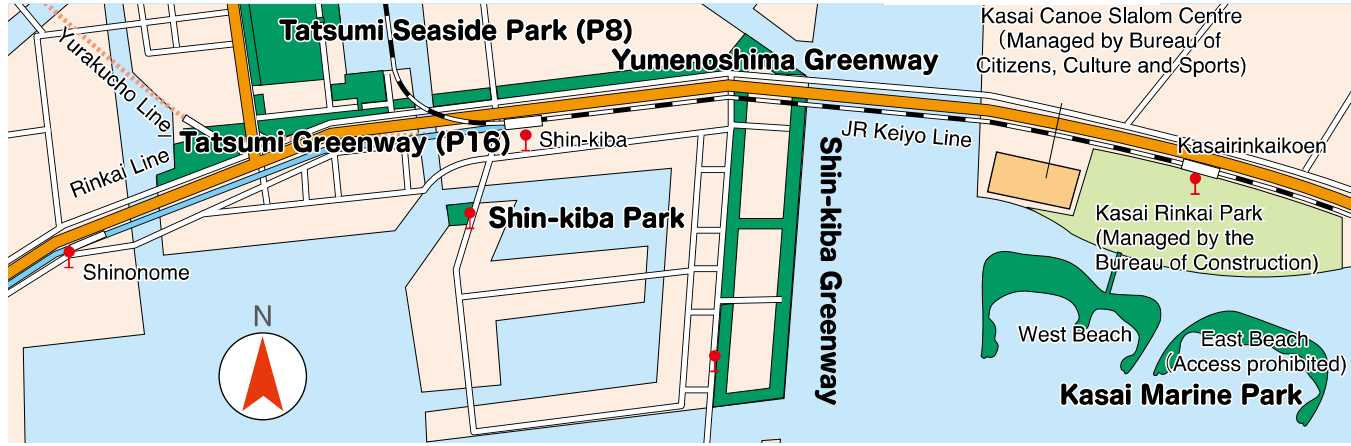 Tatsumi Seaside Park (P8)
Yumenoshima Greenway
Kasai Canoe Slalom Centre
(Managed by Bureau of
Citizens, Culture and Sports)
Yurakucho Line/
Rinkai Line
Tatsumi Greenway (P16)
Shin-kiba
JR Keiyo Line
Kasairinkaikoen
Shin-kiba Greenway
Shin-kiba Park
Kasai Rinkai Park
(Managed by the
Bureau of Construction)
Shinonome
N
West Beach
East Beach
(Access prohibited)
Kasai Marine Park